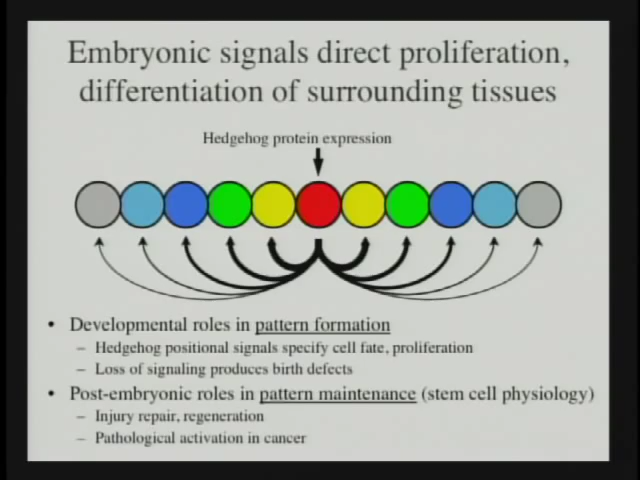 Embryonic signals direct proliferation,
differentiation of surrounding tissues
Hedgehog protein expression
• Developmental roles in pattern formation
– Hedgehog positional signals specify cell fate, proliferation
– Loss of signaling produces birth defects
• Post-embryonic roles in pattern maintenance (stem cell physiology)
– Injury repair, regeneration
– Pathological activation in cancer